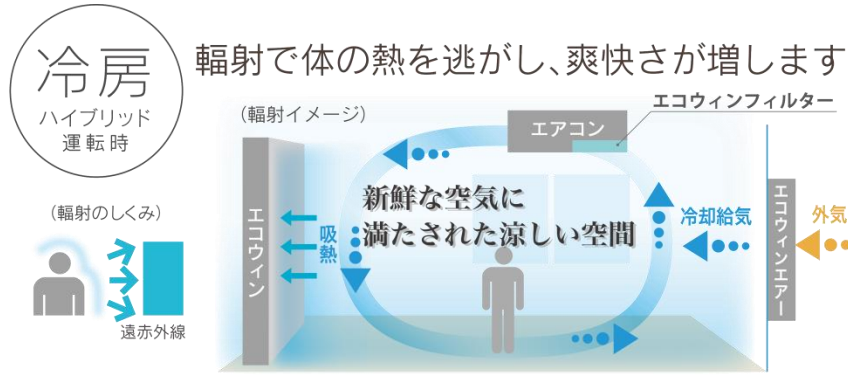 冷房
ハイブリッド
運転時
輻射で体の熱を逃がし、爽快さが増します
(輻射イメージ)
エアコン
エコウィンフィルター
(輻射のしくみ)
遠赤外線
エコウィン
吸熱
新鮮な空気に
満たされた涼しい空間
冷却給気
エコウィンエアー
外気